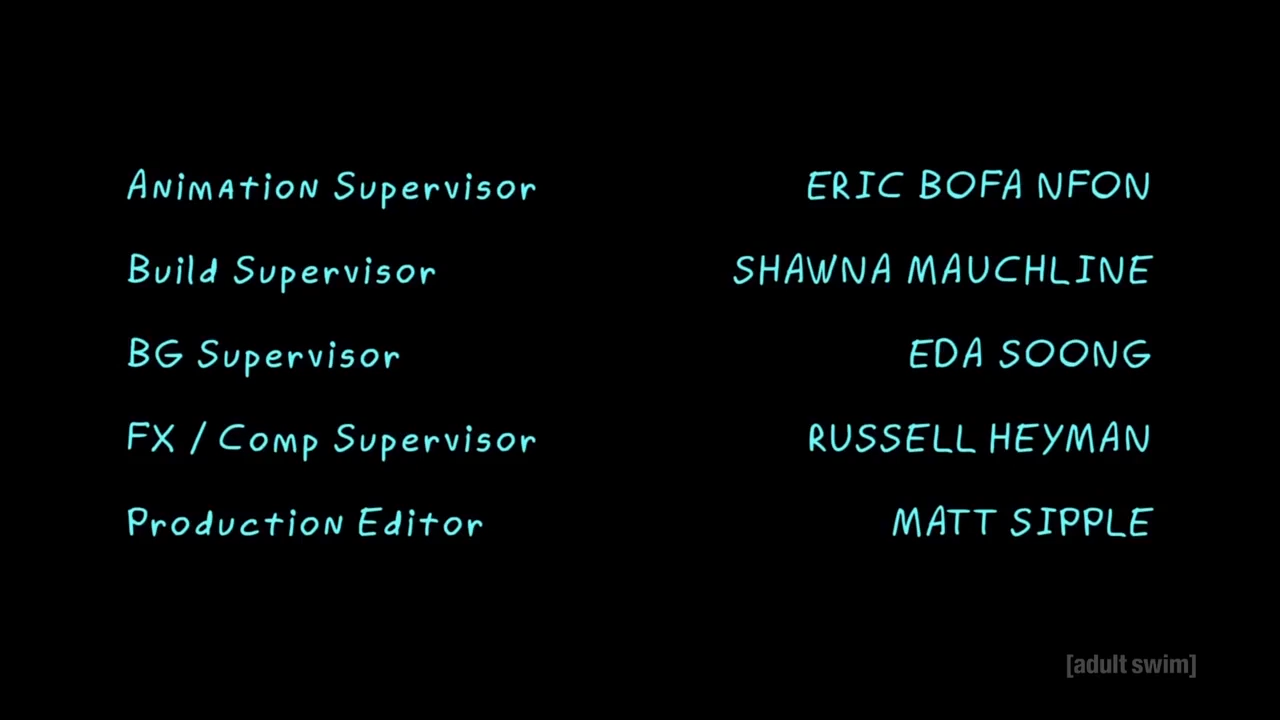 Animation Supervisor ERIC BOFA NFON
Build Supervisor SHAWNA MAUCHLINE
BG Supervisor EDA SOONG
FX / Comp Supervisor RUSSELL HEYMAN
Production Editor MATT SIPPLE
[adult swim]